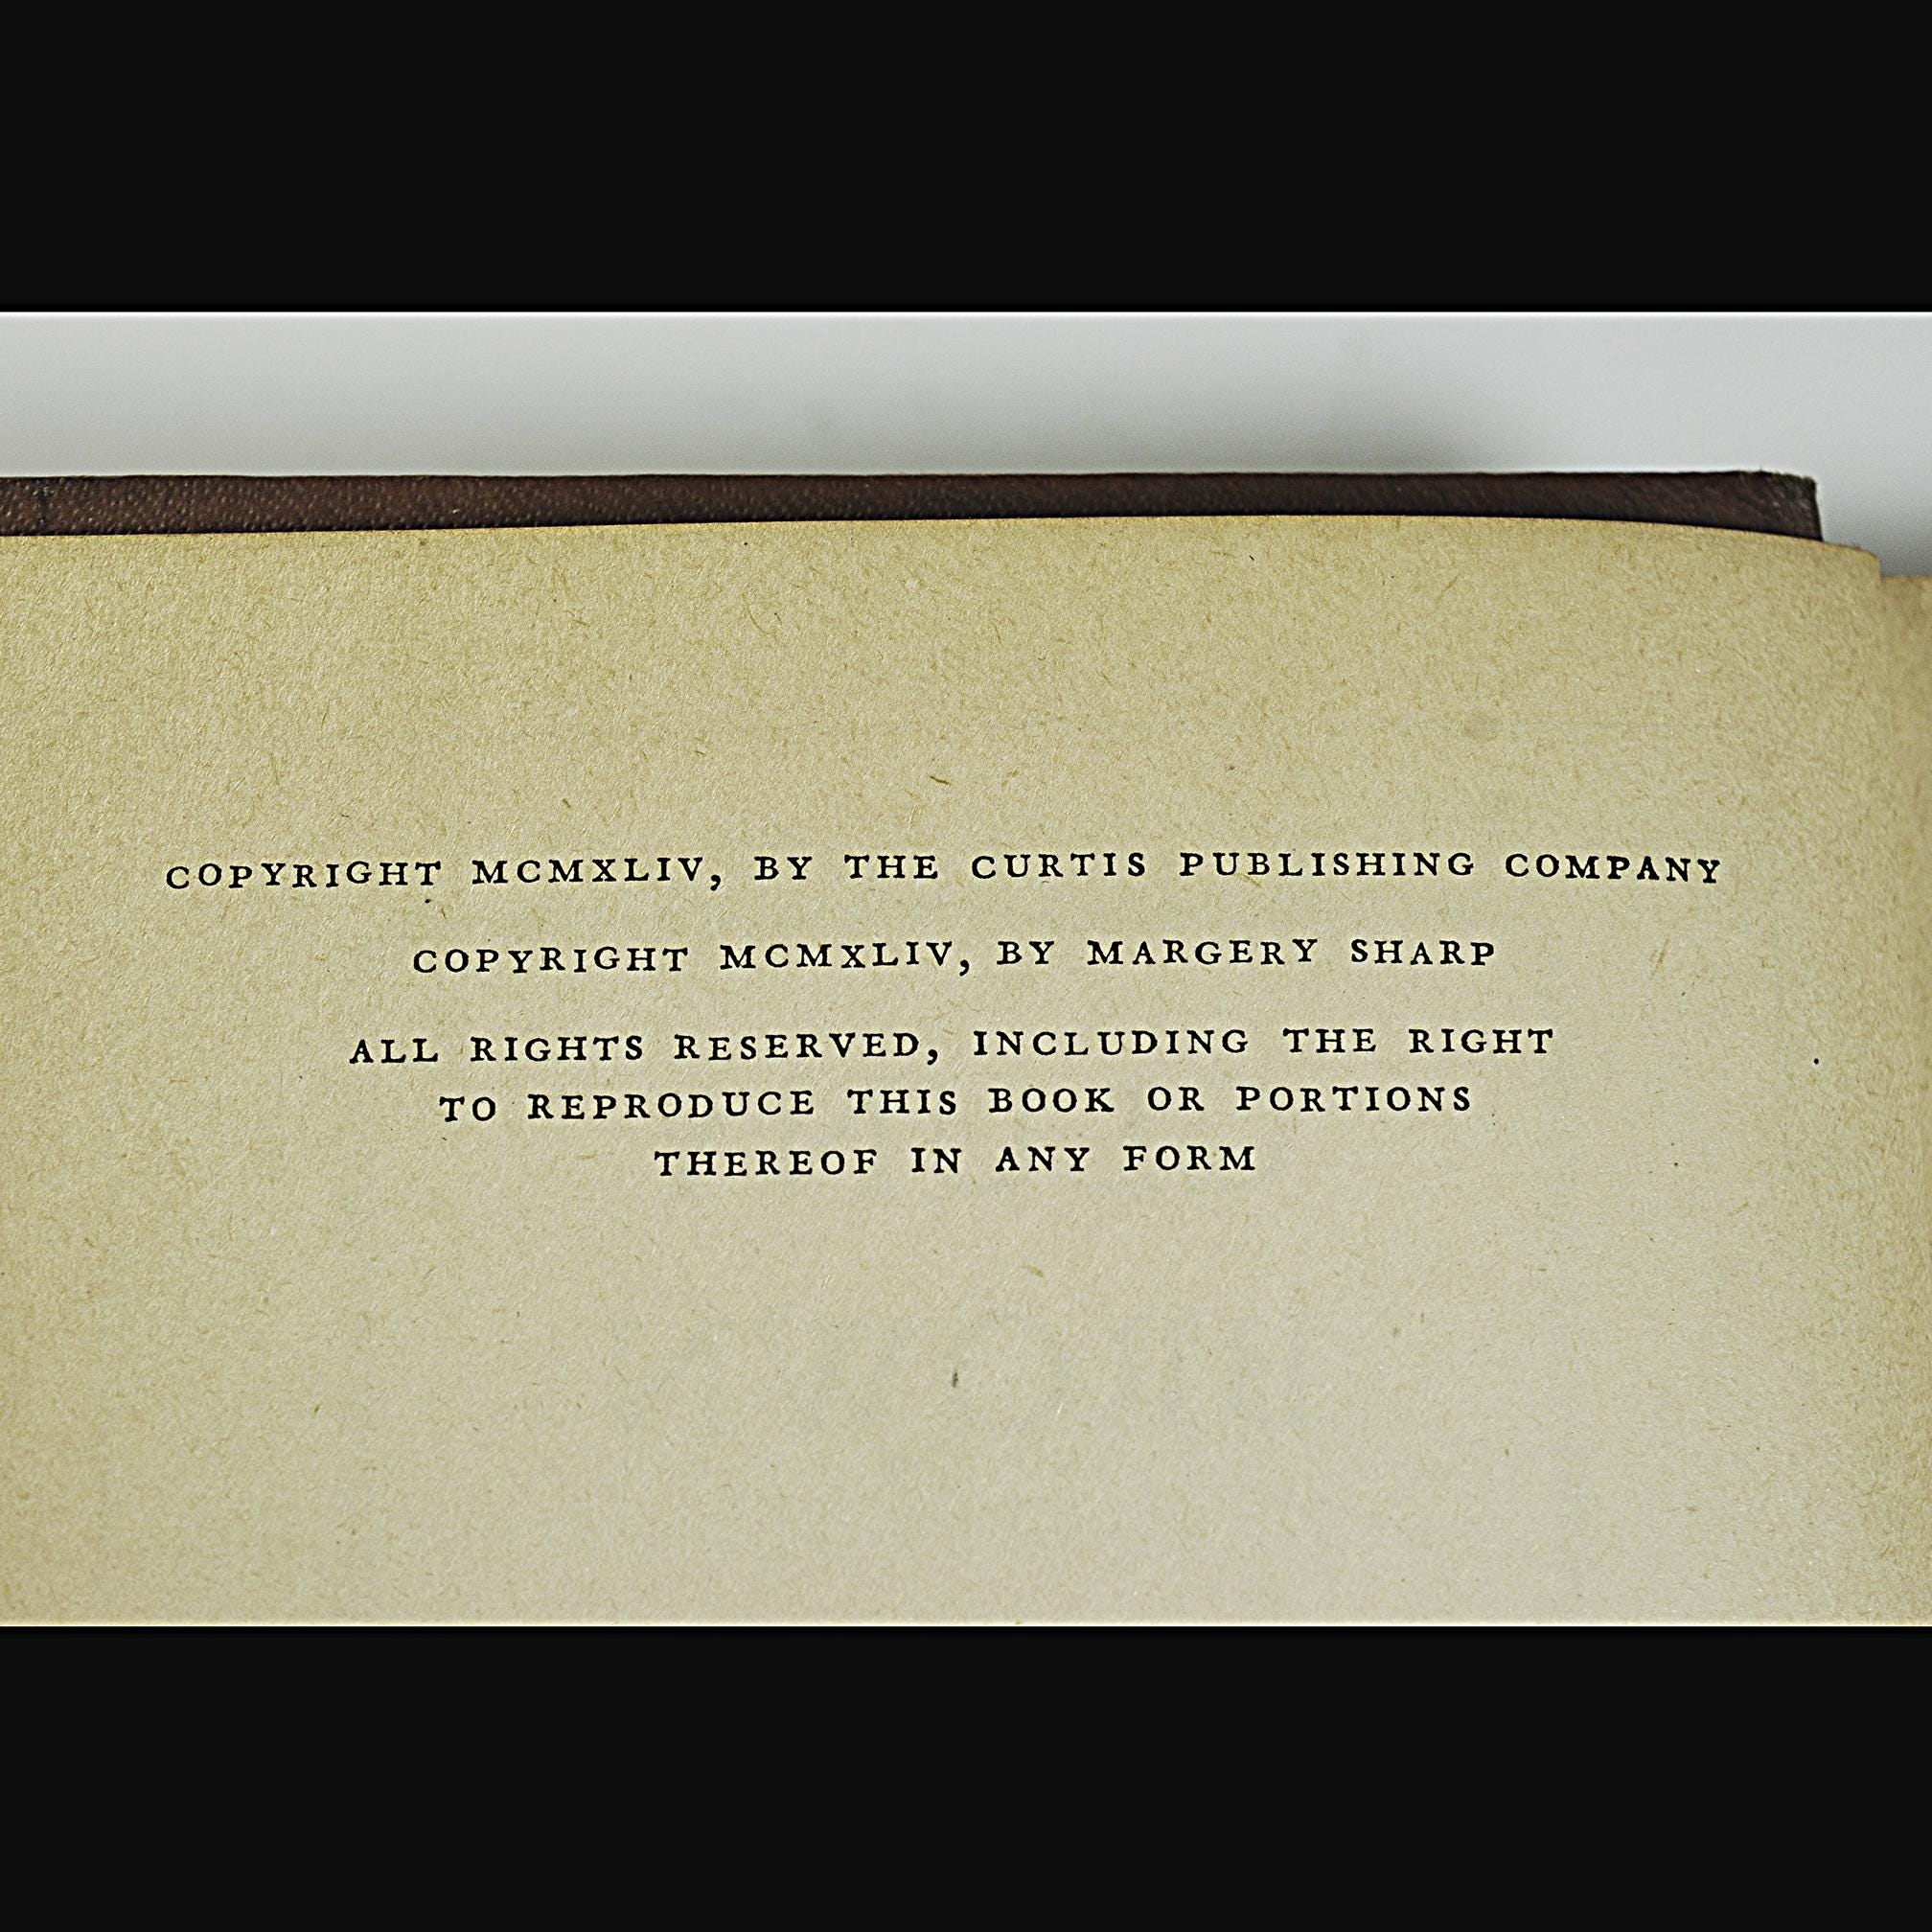 COPYRIGHT MCMXLIV, BY THE CURTIS PUBLISHING COMPANY
COPYRIGHT MCMXLIV, BY MARGERY SHARP
ALL RIGHTS RESERVED, INCLUDING THE RIGHT
TO REPRODUCE THIS BOOK OR PORTIONS
THEREOF IN ANY FORM